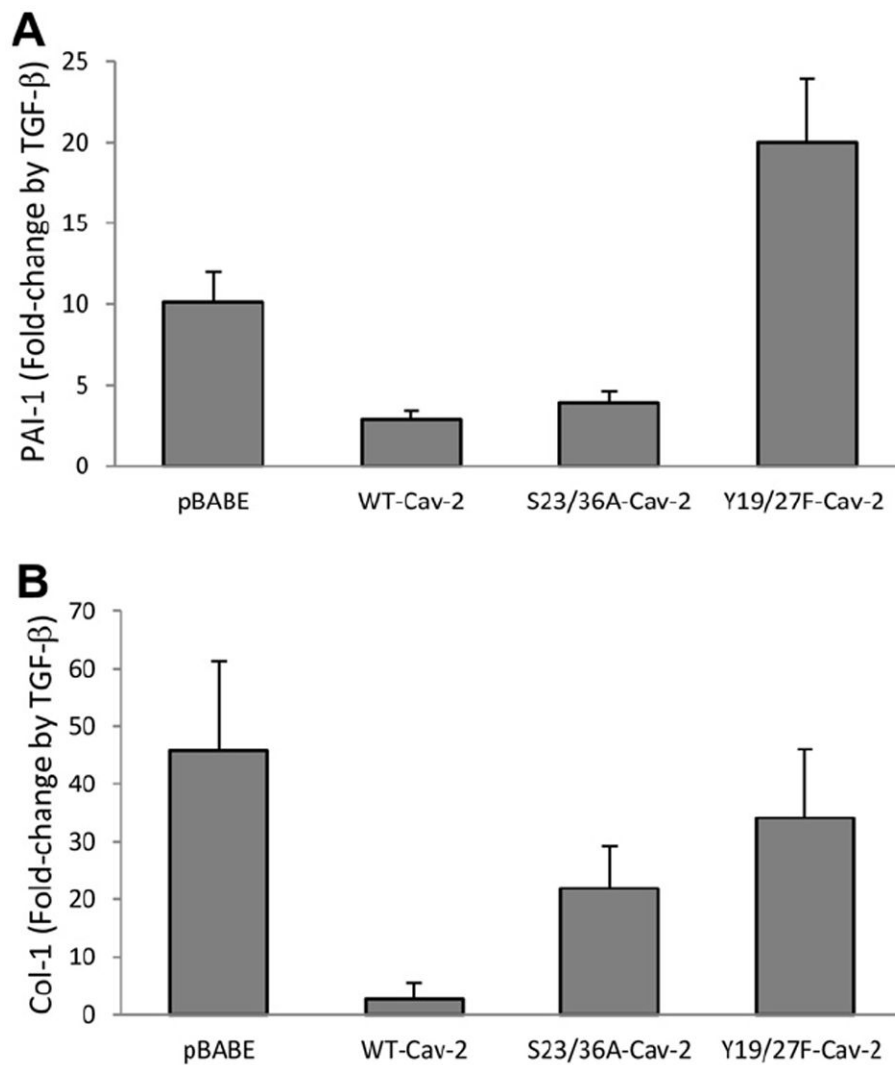 A
PAI-1 (Fold-change by TGF-β)
25
20
15
10
5
0
pBABE WT-Cav-2 S23/36A-Cav-2 Y19/27F-Cav-2
B
Col-1 (Fold-change by TGF-β)
70
60
50
40
30
20
10
0
pBABE WT-Cav-2 S23/36A-Cav-2 Y19/27F-Cav-2